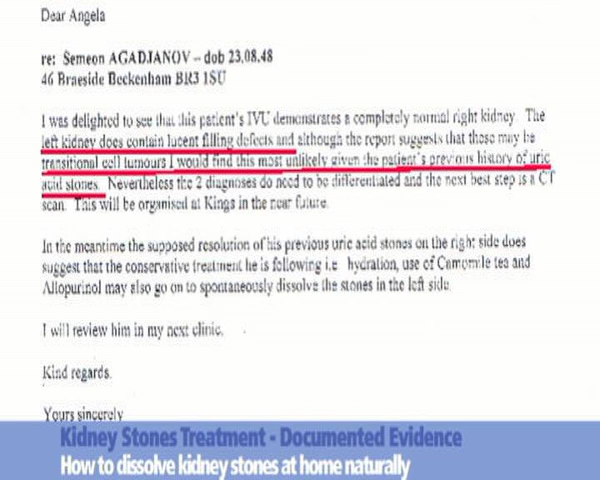 Dear Angela
re: Semeon AGADJANOV – dob 23.08.48
46 Braeside Beckenham BR3 1SU
I was delighted to see that this patient's IVU demonstrates a completely normal right kidney. The
left kidney does contain lucent filling defects and although the report suggests that these may be
transitional cell tumours I would find this most unlikely given the patient's previous history of uric
acid stones. Nevertheless the 2 diagnoses do need to be differentiated and the next best step is a CT
scan. This will be organised at Kings in the near future.
In the meantime the supposed resolution of his previous uric acid stones on the right side does
suggest that the conservative treatment he is following i.e hydration, use of Camomile tea and
Allopurinol may also go on to spontaneously dissolve the stones in the left side.
I will review him in my next clinic.
Kind regards.
Yours sincerely
Kidney Stones Treatment - Documented Evidence
How to dissolve kidney stones at home naturally